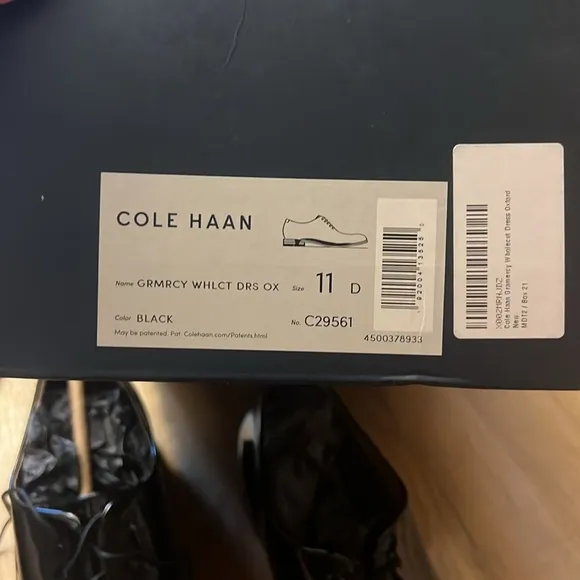 COLE HAAN
Name GRMRCY WHLCT DRS OX Size 11 D
Color BLACK No. C29561
May be patented. Pat. Colehaan.com/Patents.html
4500378933
Cole Haan Gramercy Wholecut Dress Oxford
New
MD12 / Box 21